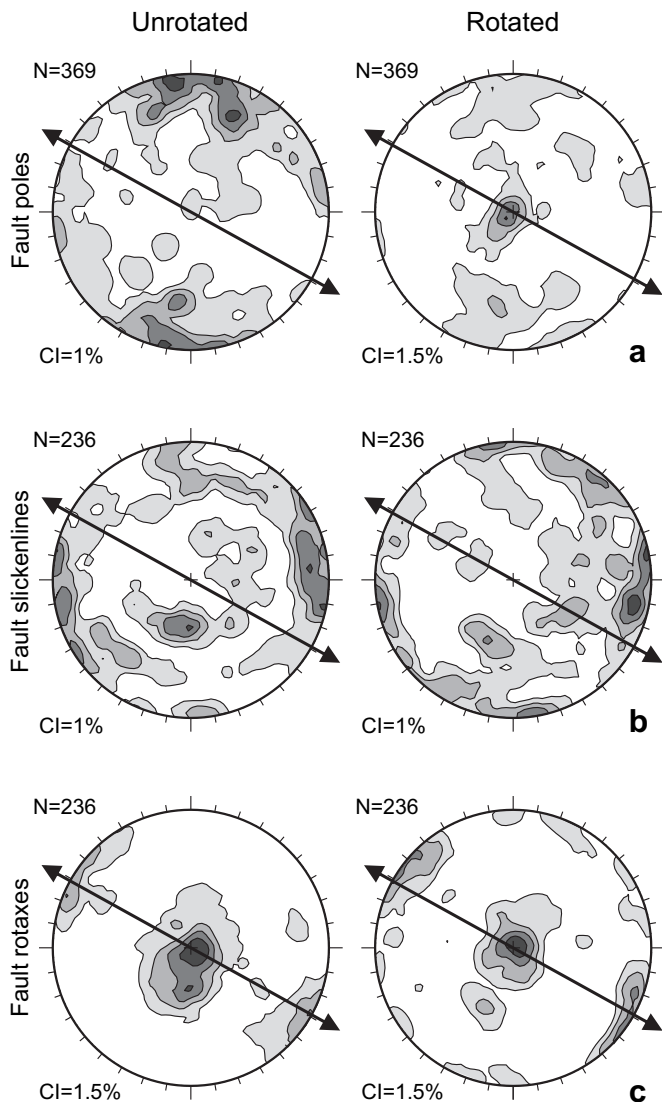 Unrotated
Rotated
N=369
N=369
Fault poles
CI=1%
CI=1.5%
a
N=236
N=236
Fault slickenlines
CI=1%
CI=1%
b
N=236
N=236
Fault rotaxes
CI=1.5%
CI=1.5%
c